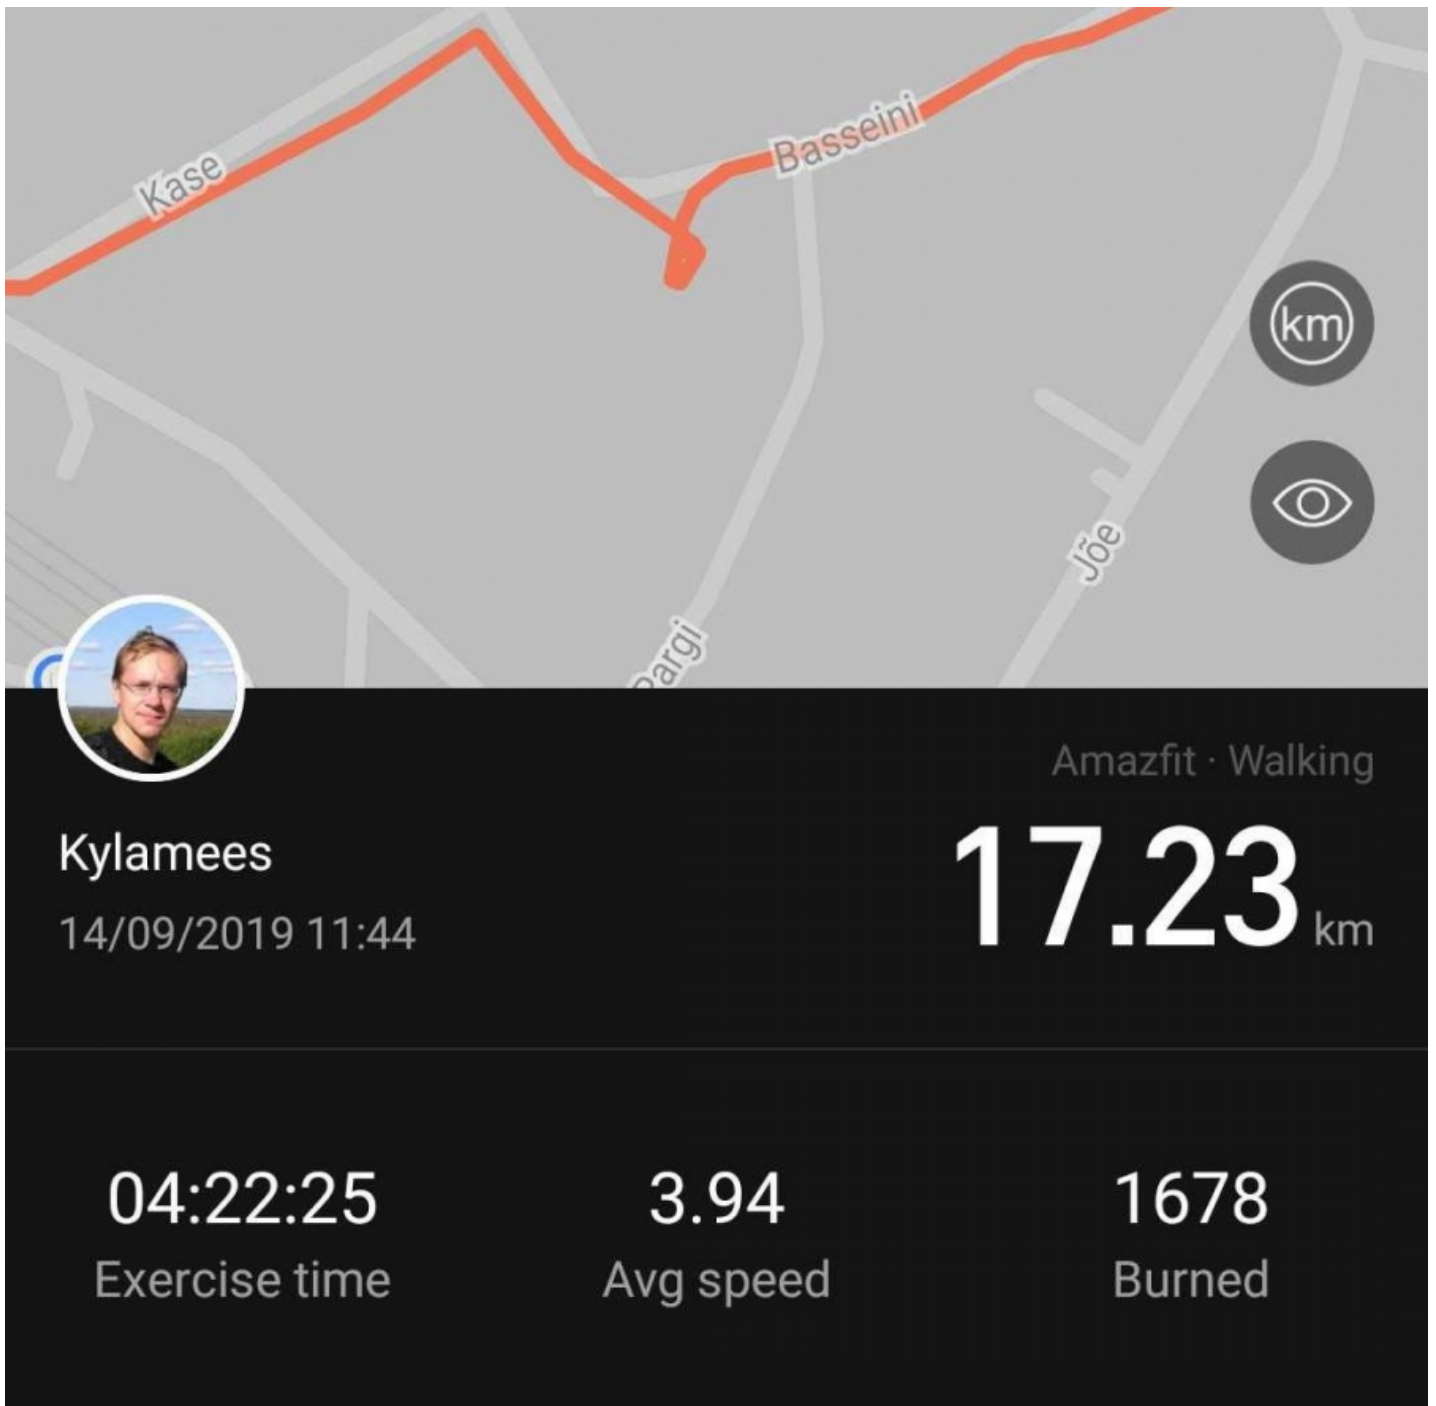 Kase
Basseini
km
Jõe
Pargi
Amazfit · Walking
Kylamees
17.23 km
14/09/2019 11:44
04:22:25
Exercise time
3.94
Avg speed
1678
Burned